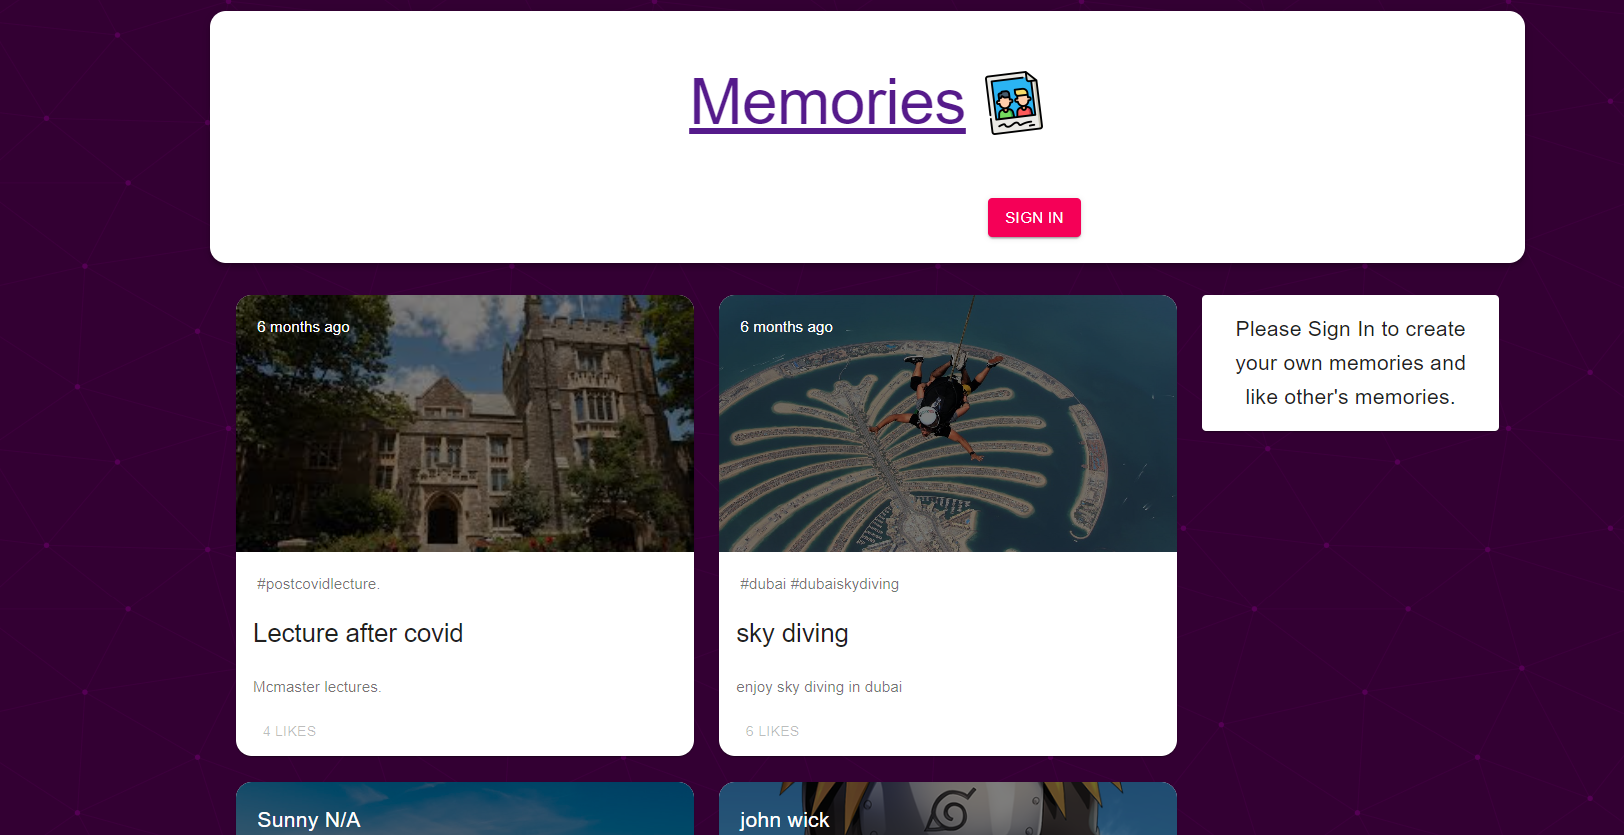 Memories
SIGN IN
6 months ago
#postcovidlecture.
Lecture after covid
Mcmaster lectures.
4 LIKES
6 months ago
#dubai #dubaiskydiving
sky diving
enjoy sky diving in dubai
6 LIKES
Please Sign In to create
your own memories and
like other's memories.
Sunny N/A
john wick